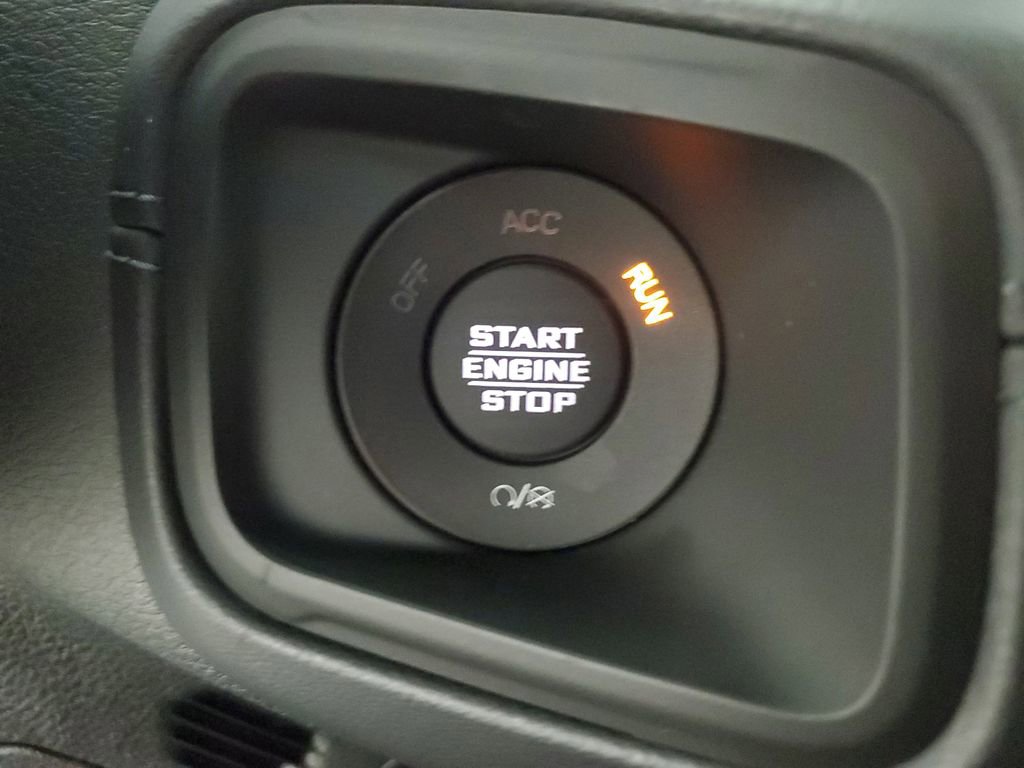 ACC
OFF
RUN
START
ENGINE
STOP